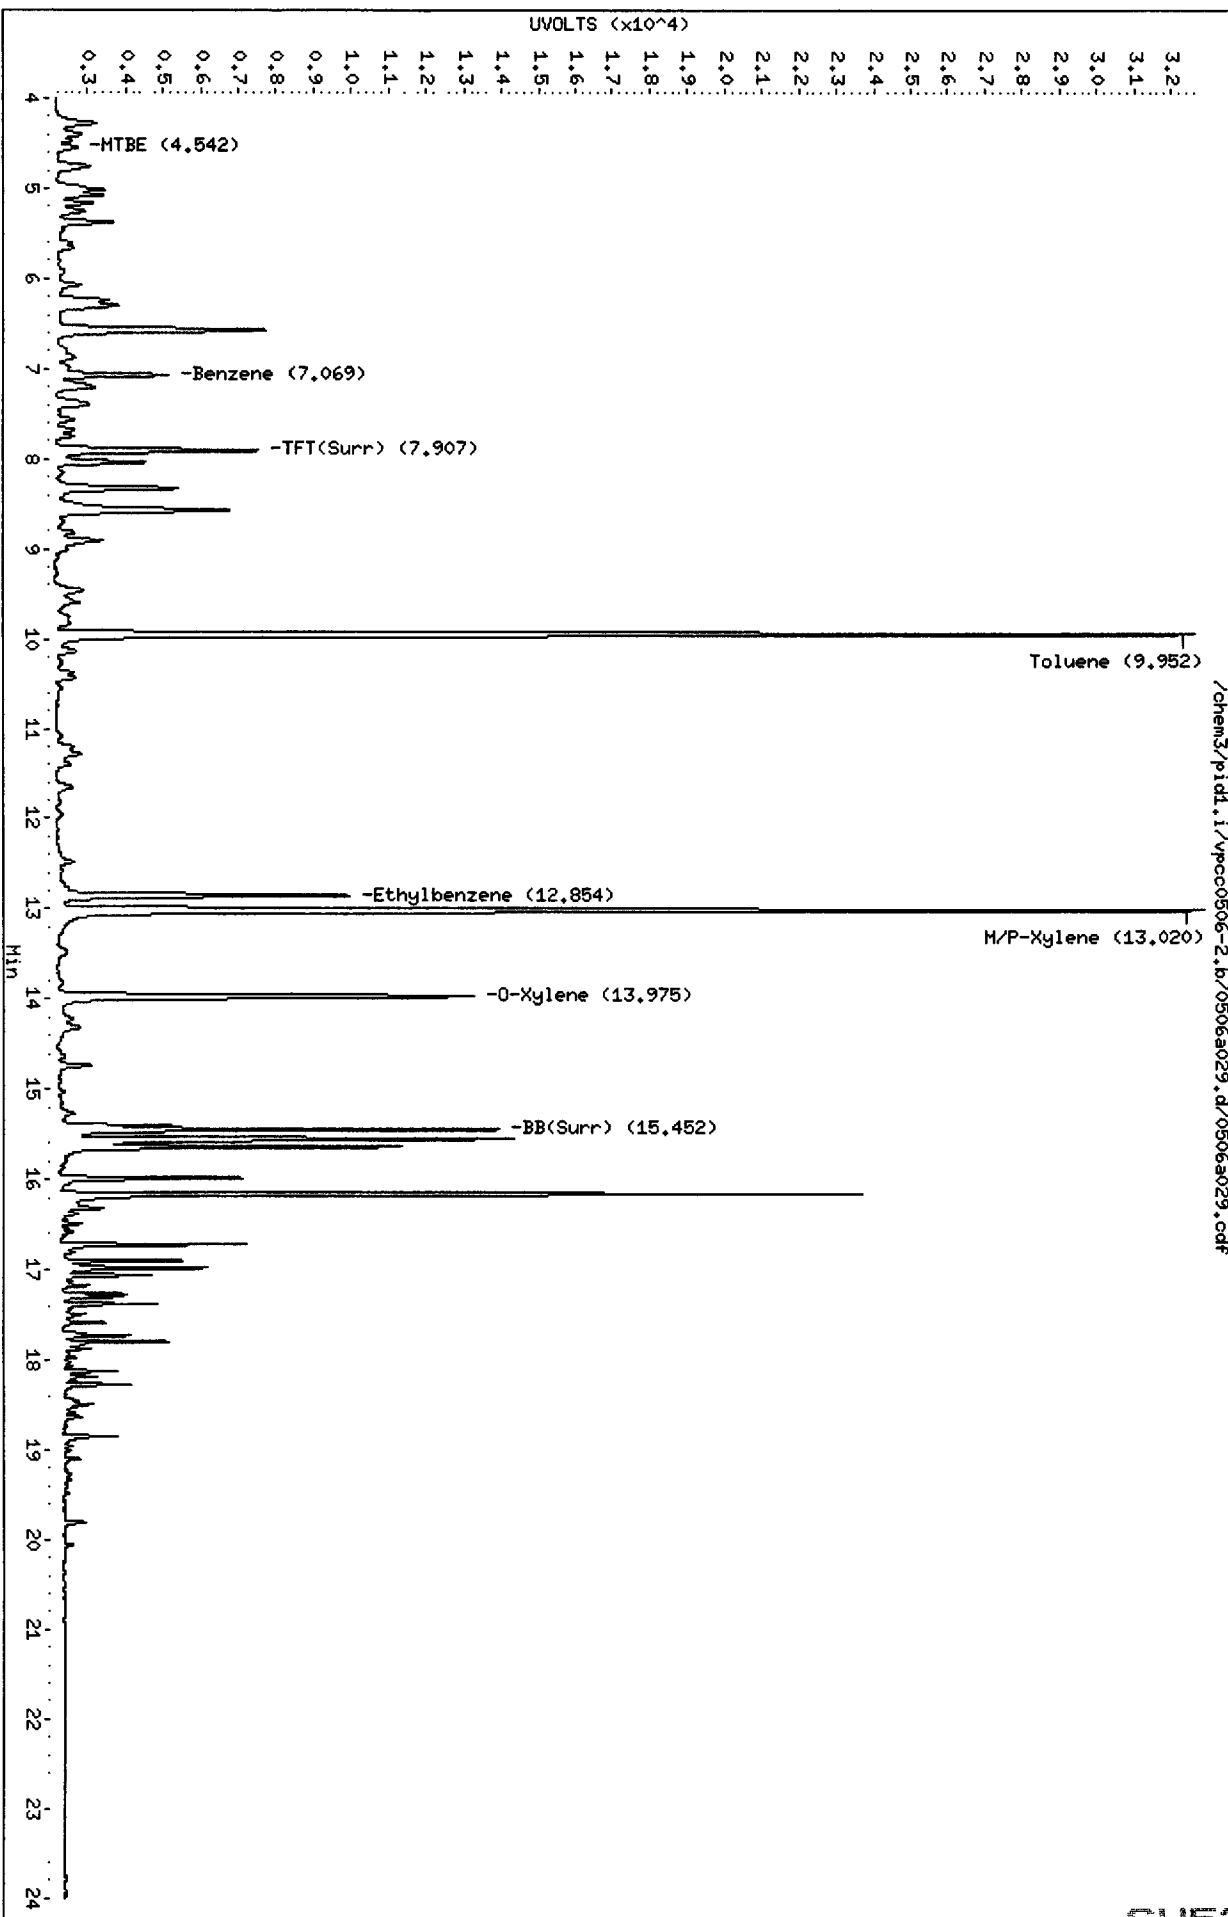 /chem3/pid1.i/vpcc0506-2.b/0506a029.d/0506a029.cdf
UVOLTS (x10^4)
3.2
3.1
3.0
2.9
2.8
2.7
2.6
2.5
2.4
2.3
2.2
2.1
2.0
1.9
1.8
1.7
1.6
1.5
1.4
1.3
1.2
1.1
1.0
0.9
0.8
0.7
0.6
0.5
0.4
0.3
-MTBE (4.542)
-Benzene (7.069)
-TFT(Surr) (7.907)
Toluene (9.952)
-Ethylbenzene (12.854)
M/P-Xylene (13.020)
-O-Xylene (13.975)
-BB(Surr) (15.452)
4 5 6 7 8 9 10 11 12 13 14 15 16 17 18 19 20 21 22 23 24
Min